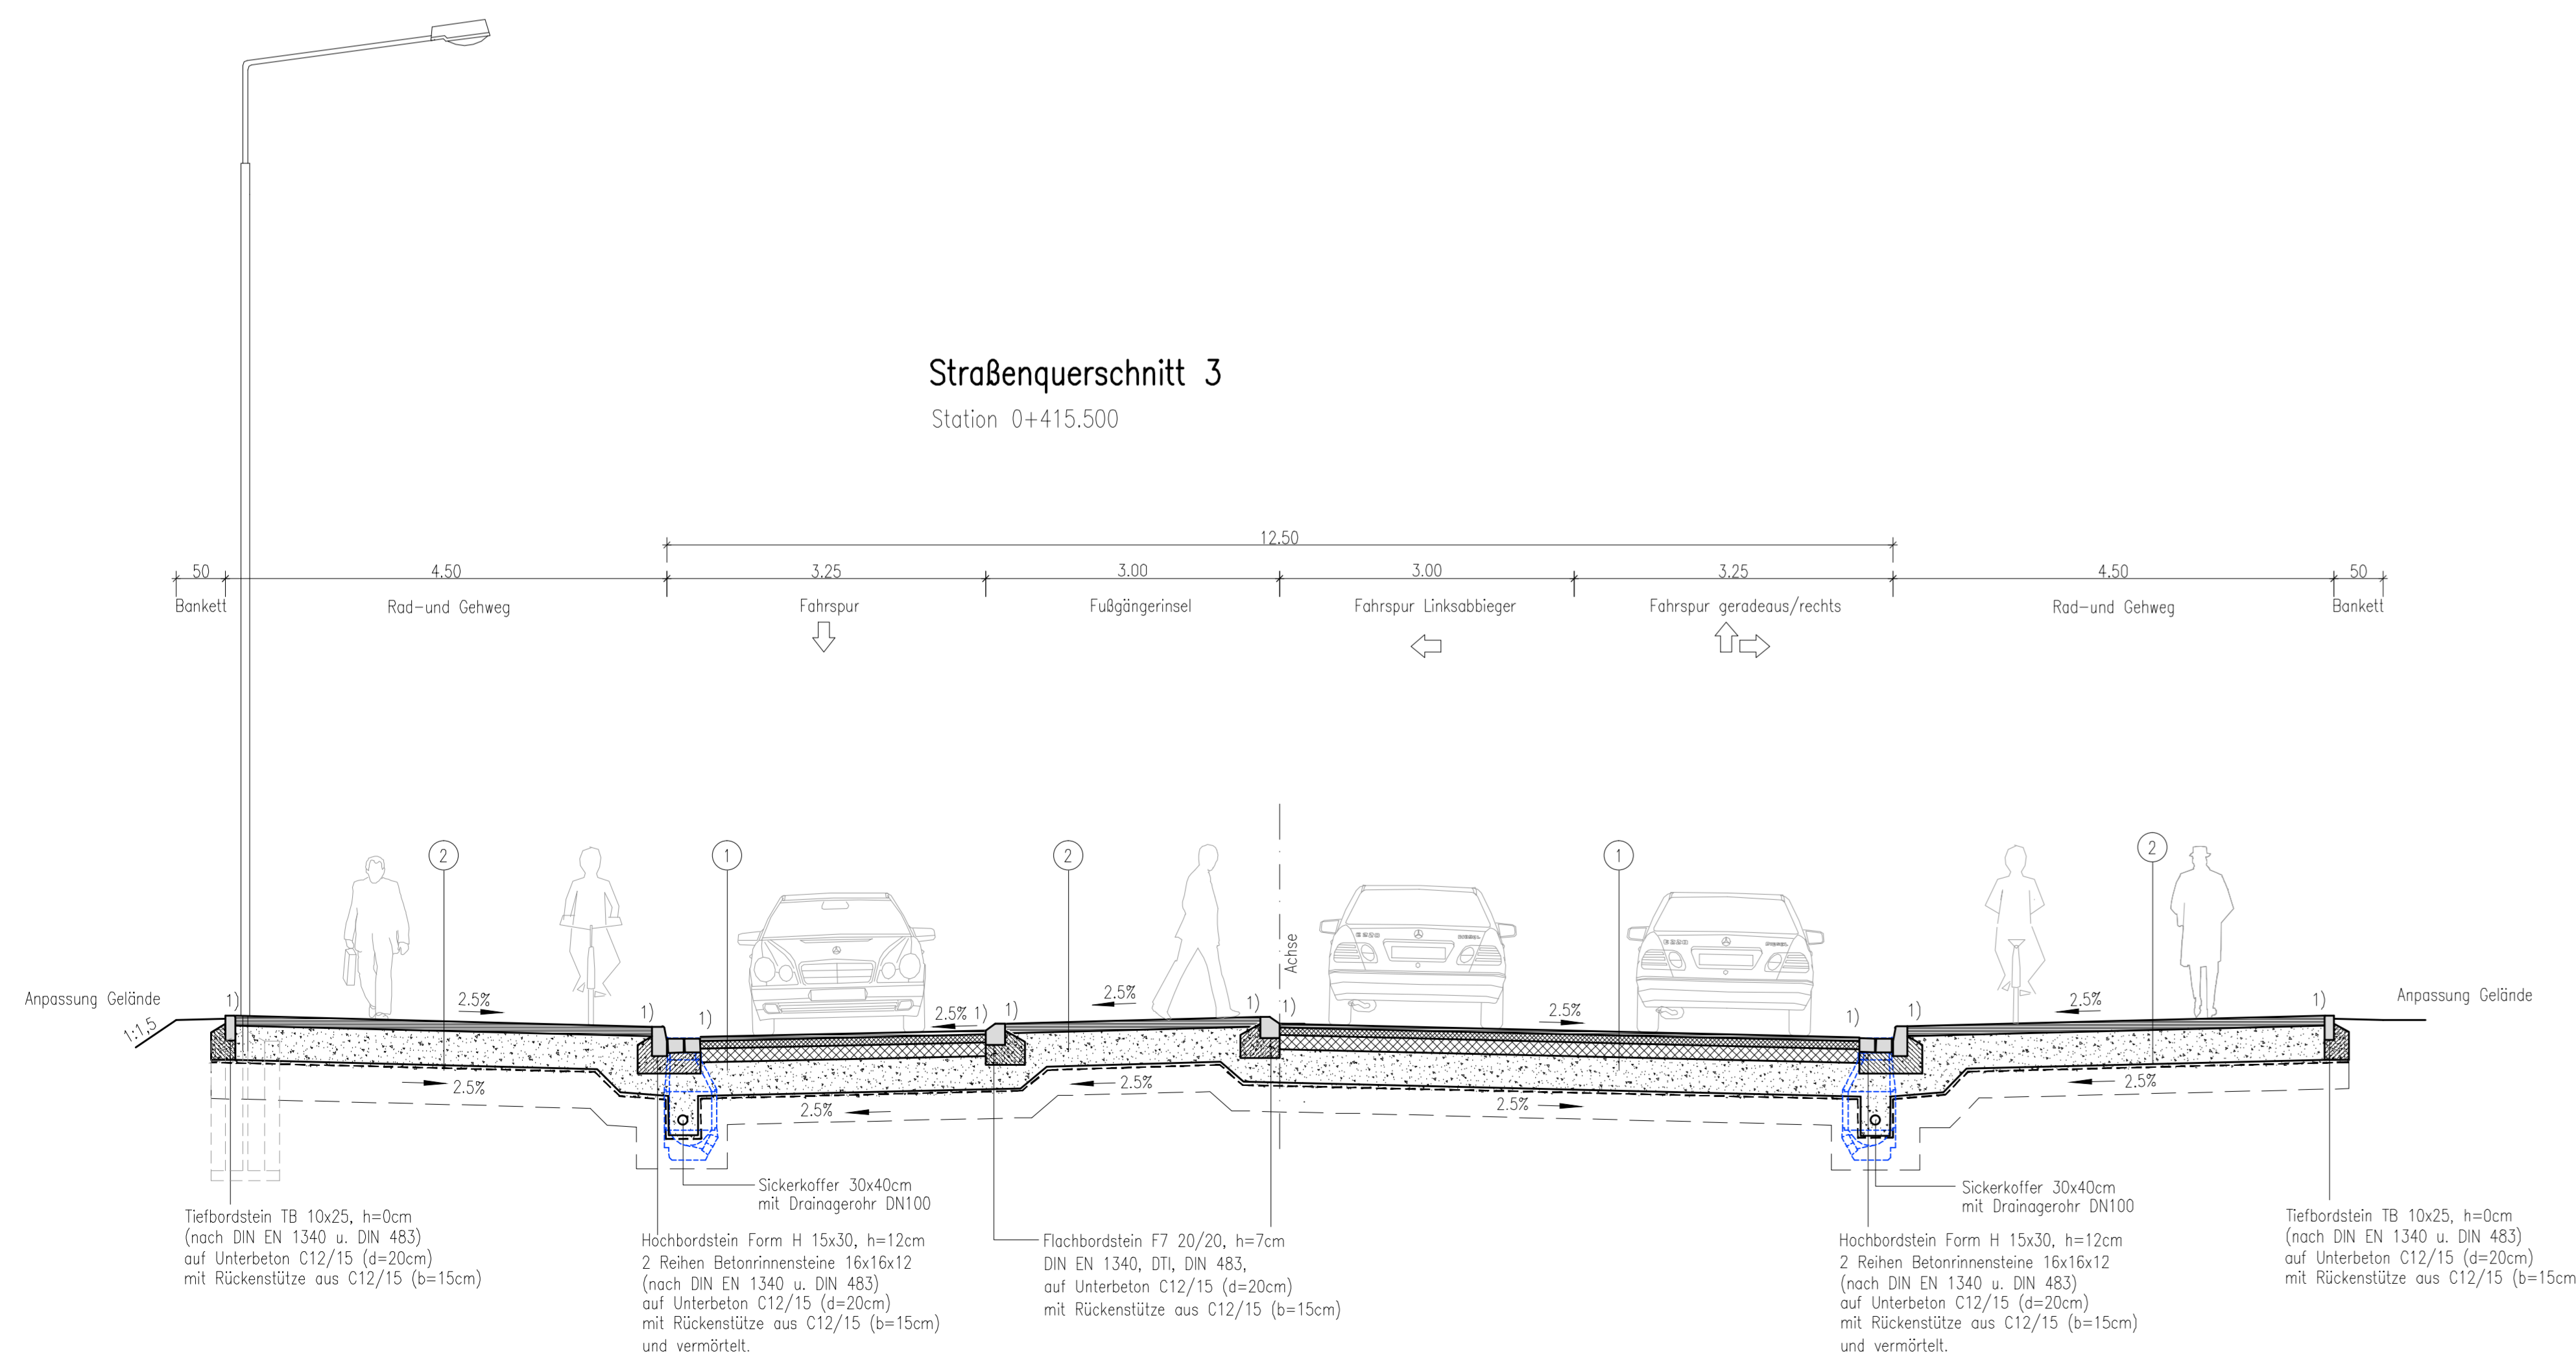 Straßenquerschnitt 3
Station 0+415.500
12.50
50
4.50
3.25
3.00
3.00
3.25
4.50
50
Bankett
Rad-und Gehweg
Fahrspur
Fußgängerinsel
Fahrspur Linksabbieger
Fahrspur geradeaus/rechts
Rad-und Gehweg
Bankett
2
1
2
1
2
Achse
Anpassung Gelände
1:1,5
1)
2.5%
1)
1)
2.5%
1)
1)
2.5%
1)
1)
2.5%
1)
1)
2.5%
1)
Anpassung Gelände
2.5%
2.5%
2.5%
2.5%
2.5%
Tiefbordstein TB 10x25, h=0cm
(nach DIN EN 1340 u. DIN 483)
auf Unterbeton C12/15 (d=20cm)
mit Rückenstütze aus C12/15 (b=15cm)
Sickerkoffer 30x40cm
mit Drainagerohr DN100
Hochbordstein Form H 15x30, h=12cm
2 Reihen Betonrinnensteine 16x16x12
(nach DIN EN 1340 u. DIN 483)
auf Unterbeton C12/15 (d=20cm)
mit Rückenstütze aus C12/15 (b=15cm)
und vermörtelt.
Flachbordstein F7 20/20, h=7cm
DIN EN 1340, DTI, DIN 483,
auf Unterbeton C12/15 (d=20cm)
mit Rückenstütze aus C12/15 (b=15cm)
Sickerkoffer 30x40cm
mit Drainagerohr DN100
Hochbordstein Form H 15x30, h=12cm
2 Reihen Betonrinnensteine 16x16x12
(nach DIN EN 1340 u. DIN 483)
auf Unterbeton C12/15 (d=20cm)
mit Rückenstütze aus C12/15 (b=15cm)
und vermörtelt.
Tiefbordstein TB 10x25, h=0cm
(nach DIN EN 1340 u. DIN 483)
auf Unterbeton C12/15 (d=20cm)
mit Rückenstütze aus C12/15 (b=15cm